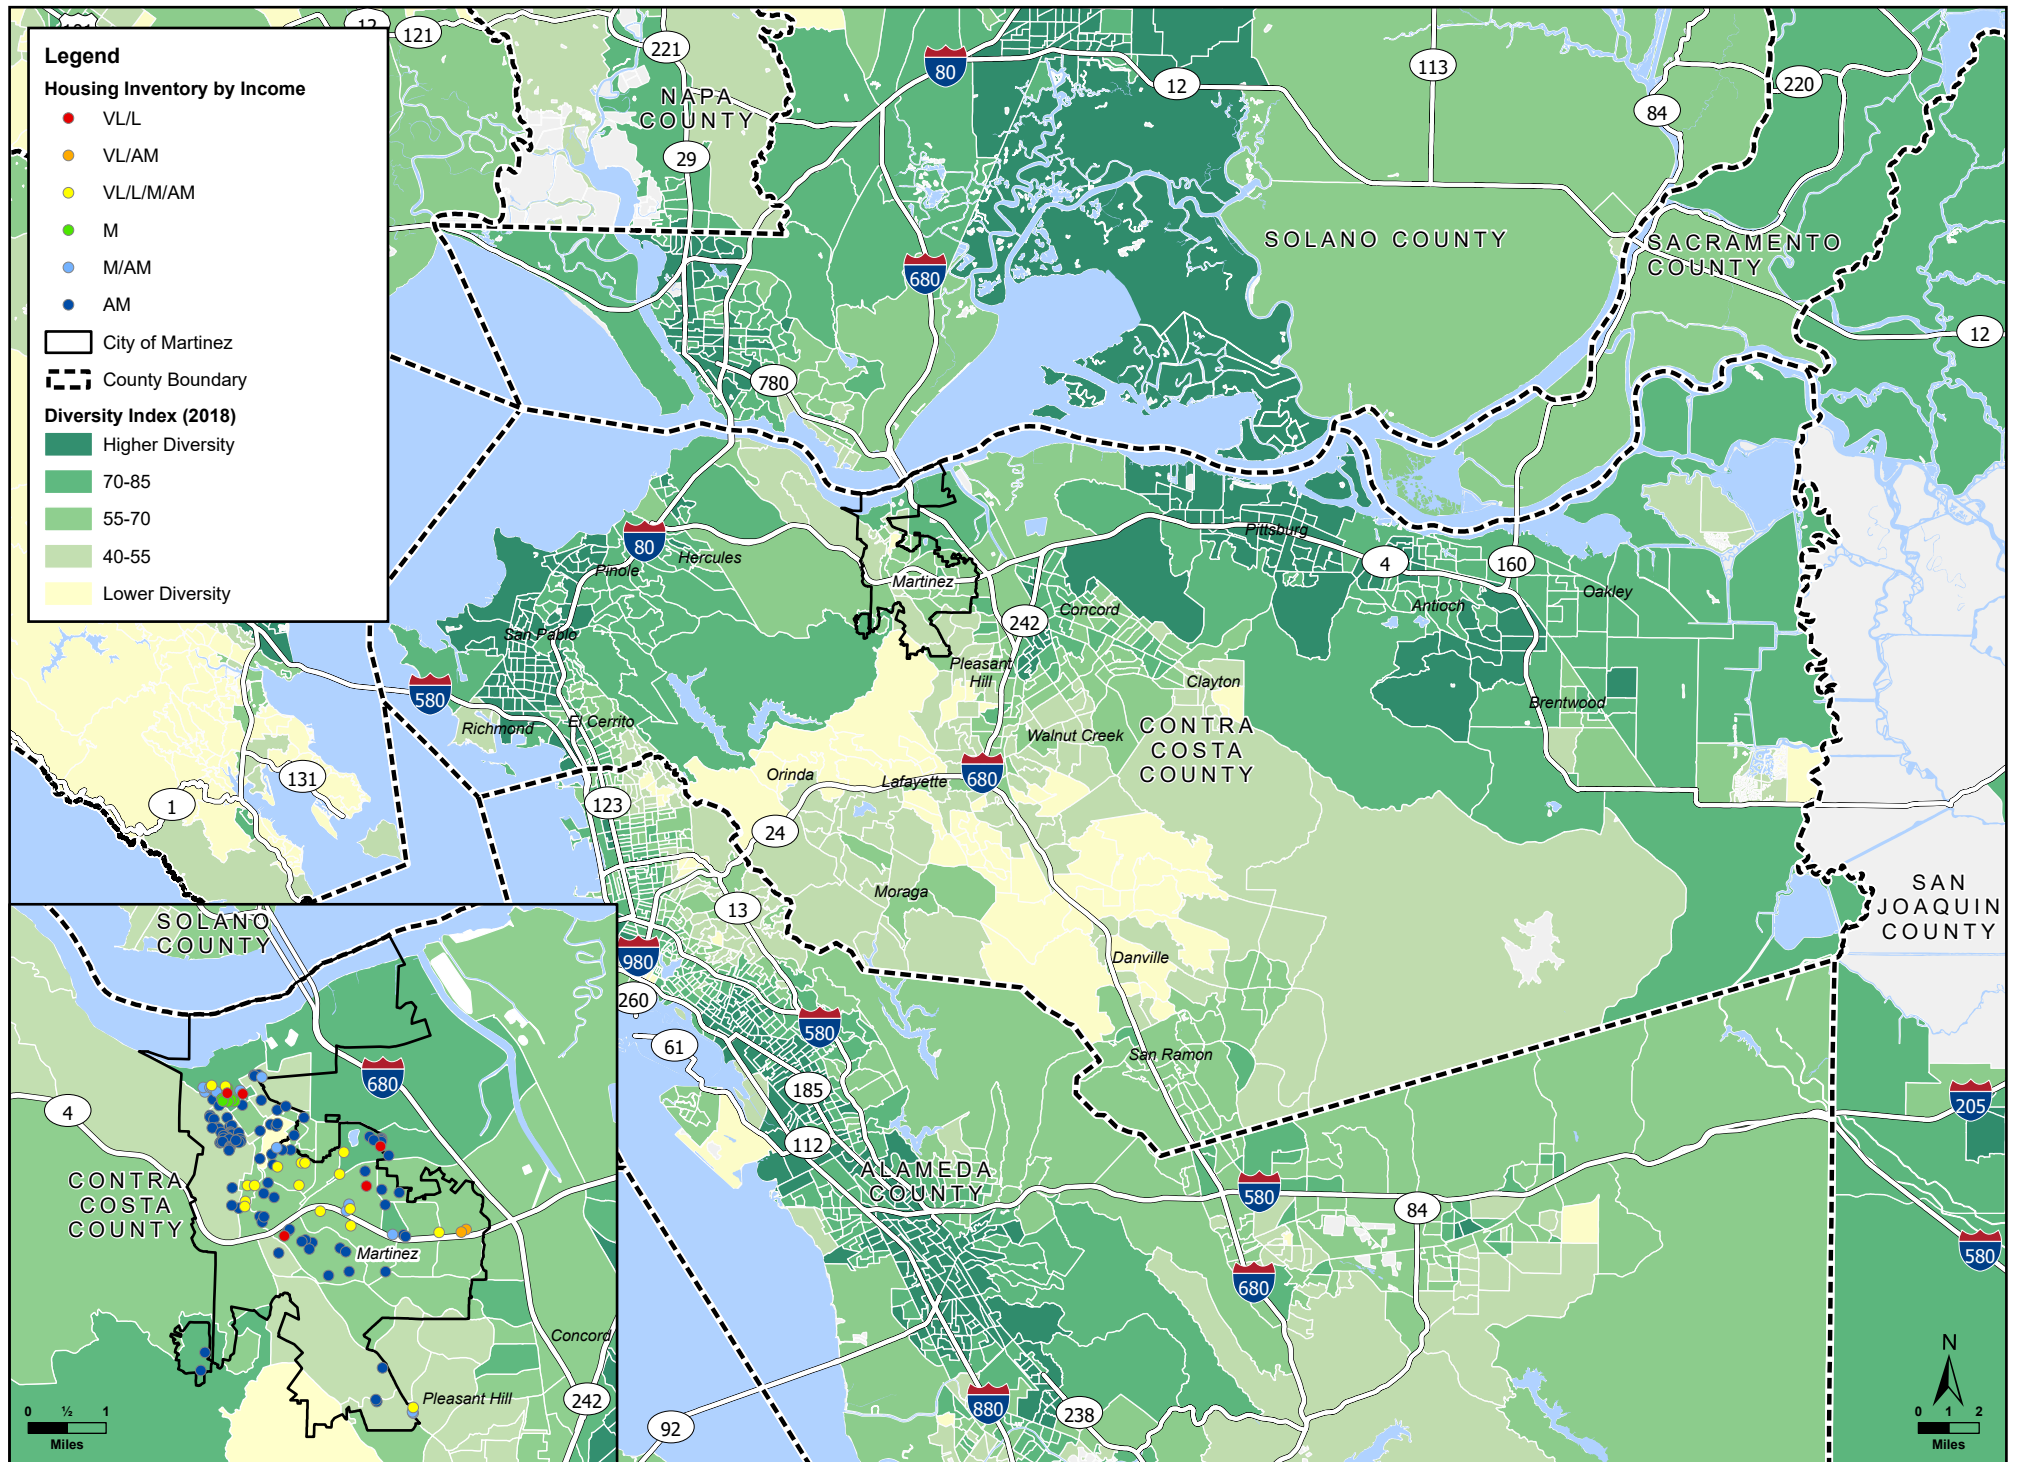 Legend
Housing Inventory by Income
VL/L
VL/AM
VL/L/M/AM
M
M/AM
AM
City of Martinez
County Boundary
Diversity Index (2018)
Higher Diversity
70-85
55-70
40-55
Lower Diversity
12
121
221
80
12
113
84
220
NAPA
COUNTY
29
680
SOLANO COUNTY
SACRAMENTO
COUNTY
12
780
80
Hercules
Pinole
Martinez
Pittsburg
4
160
Oakley
Antioch
Concord
242
San Pablo
Pleasant
Hill
Clayton
580
Richmond
El Cerrito
Brentwood
Walnut Creek
CONTRA
COSTA
COUNTY
Orinda
Lafayette
680
131
1
123
24
Moraga
13
SAN
JOAQUIN
COUNTY
980
Danville
260
580
61
San Ramon
185
205
112
ALAMEDA
COUNTY
580
84
580
680
880
238
92
N
0 1 2
Miles
SOLANO
COUNTY
680
4
CONTRA
COSTA
COUNTY
Martinez
Concord
Pleasant Hill
242
0 ½ 1
Miles